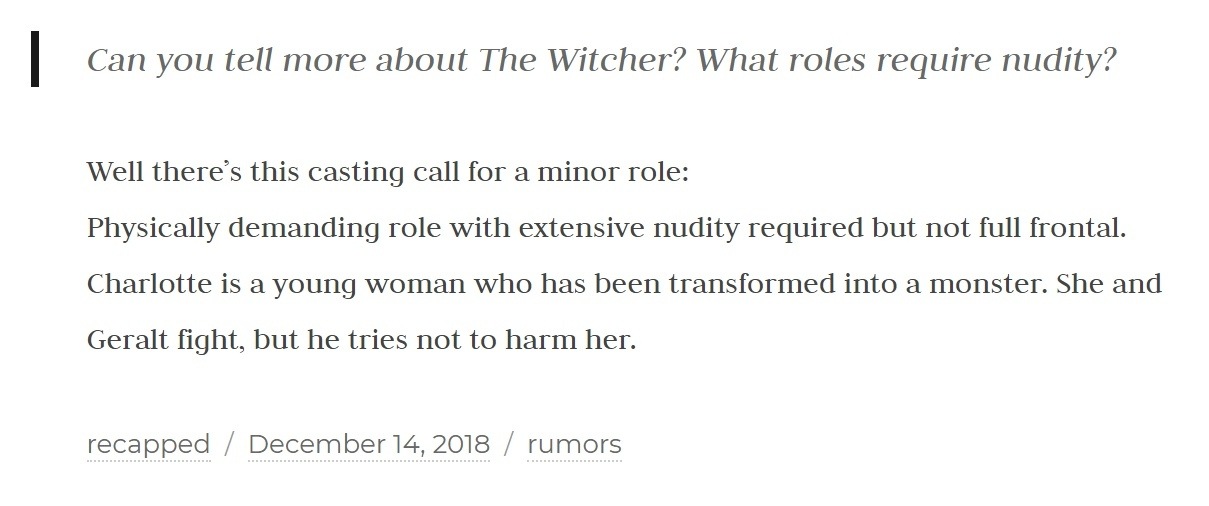 Can you tell more about The Witcher? What roles require nudity?
Well there’s this casting call for a minor role:
Physically demanding role with extensive nudity required but not full frontal.
Charlotte is a young woman who has been transformed into a monster. She and
Geralt fight, but he tries not to harm her.
recapped / December 14, 2018 / rumors